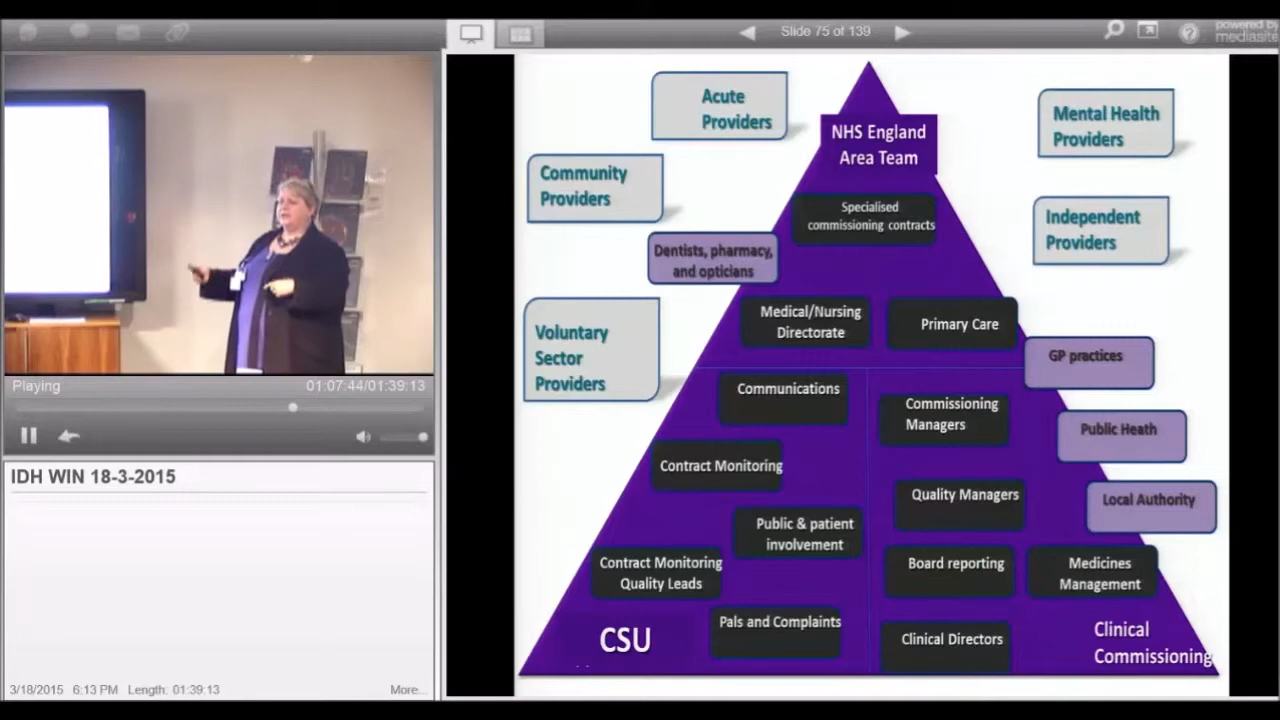 Slide 75 of 139
powered by
mediasite
Acute
Providers
Mental Health
Providers
NHS England
Area Team
Community
Providers
Specialised
commissioning contracts
Independent
Providers
Dentists, pharmacy,
and opticians
Medical/Nursing
Directorate
Primary Care
Voluntary
Sector
Providers
GP practices
Communications
Commissioning
Managers
Public Heath
Contract Monitoring
Quality Managers
Local Authority
Public & patient
involvement
Contract Monitoring
Quality Leads
Board reporting
Medicines
Management
Pals and Complaints
CSU
Clinical Directors
Clinical
Commissioning
Playing
01:07:44/01:39:13
IDH WIN 18-3-2015
3/18/2015 6:13 PM Length: 01:39:13
More...